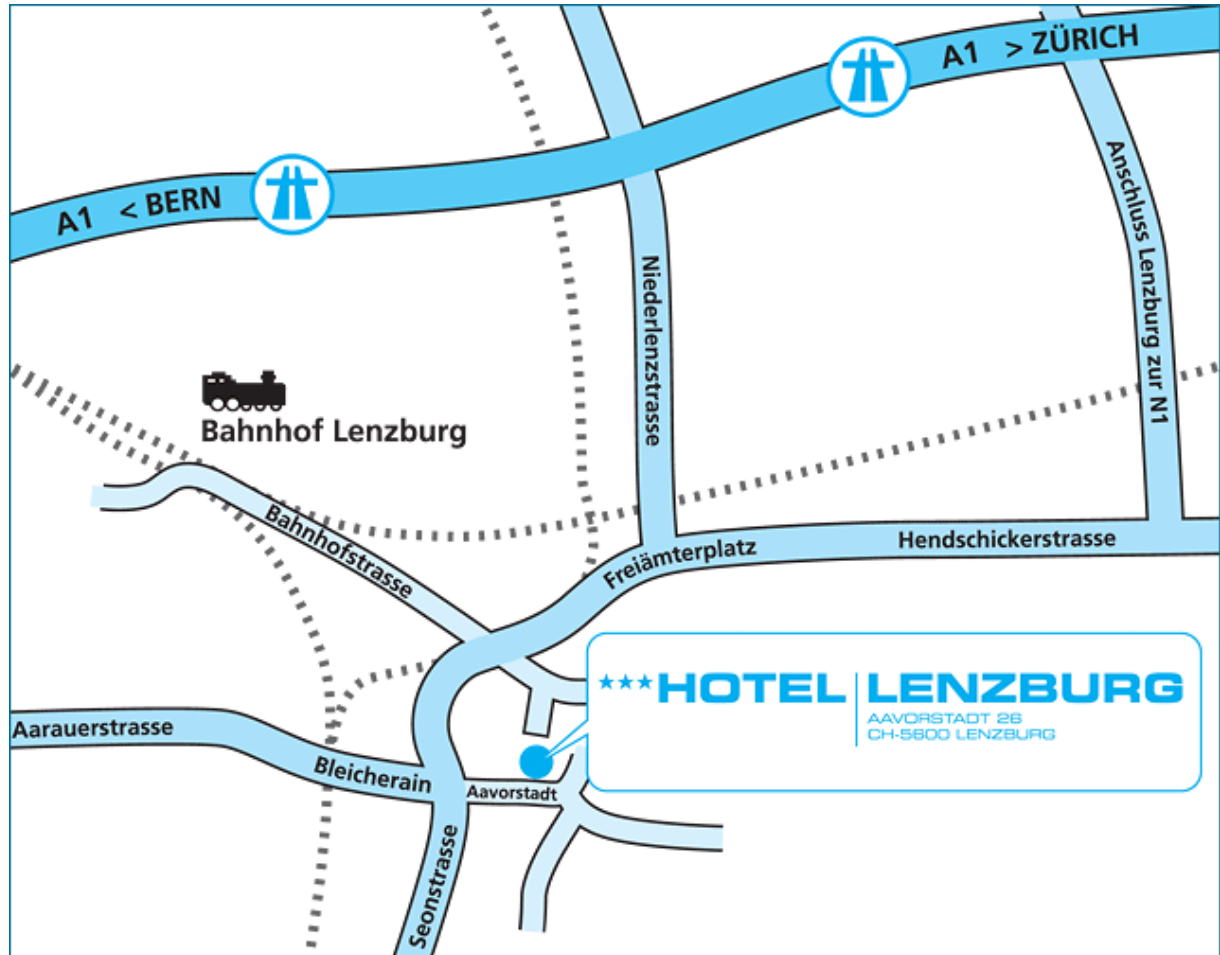 A1 > ZÜRICH
A1 < BERN
Anschluss Lenzburg zur N1
Niederlenzstrasse
Bahnhof Lenzburg
Bahnhofstrasse
Freiämterplatz
Hendschickerstrasse
★★★HOTEL LENZBURG
AAVORSTADT 26
CH-5600 LENZBURG
Aarauerstrasse
Bleicherain
Aavorstadt
Seonstrasse